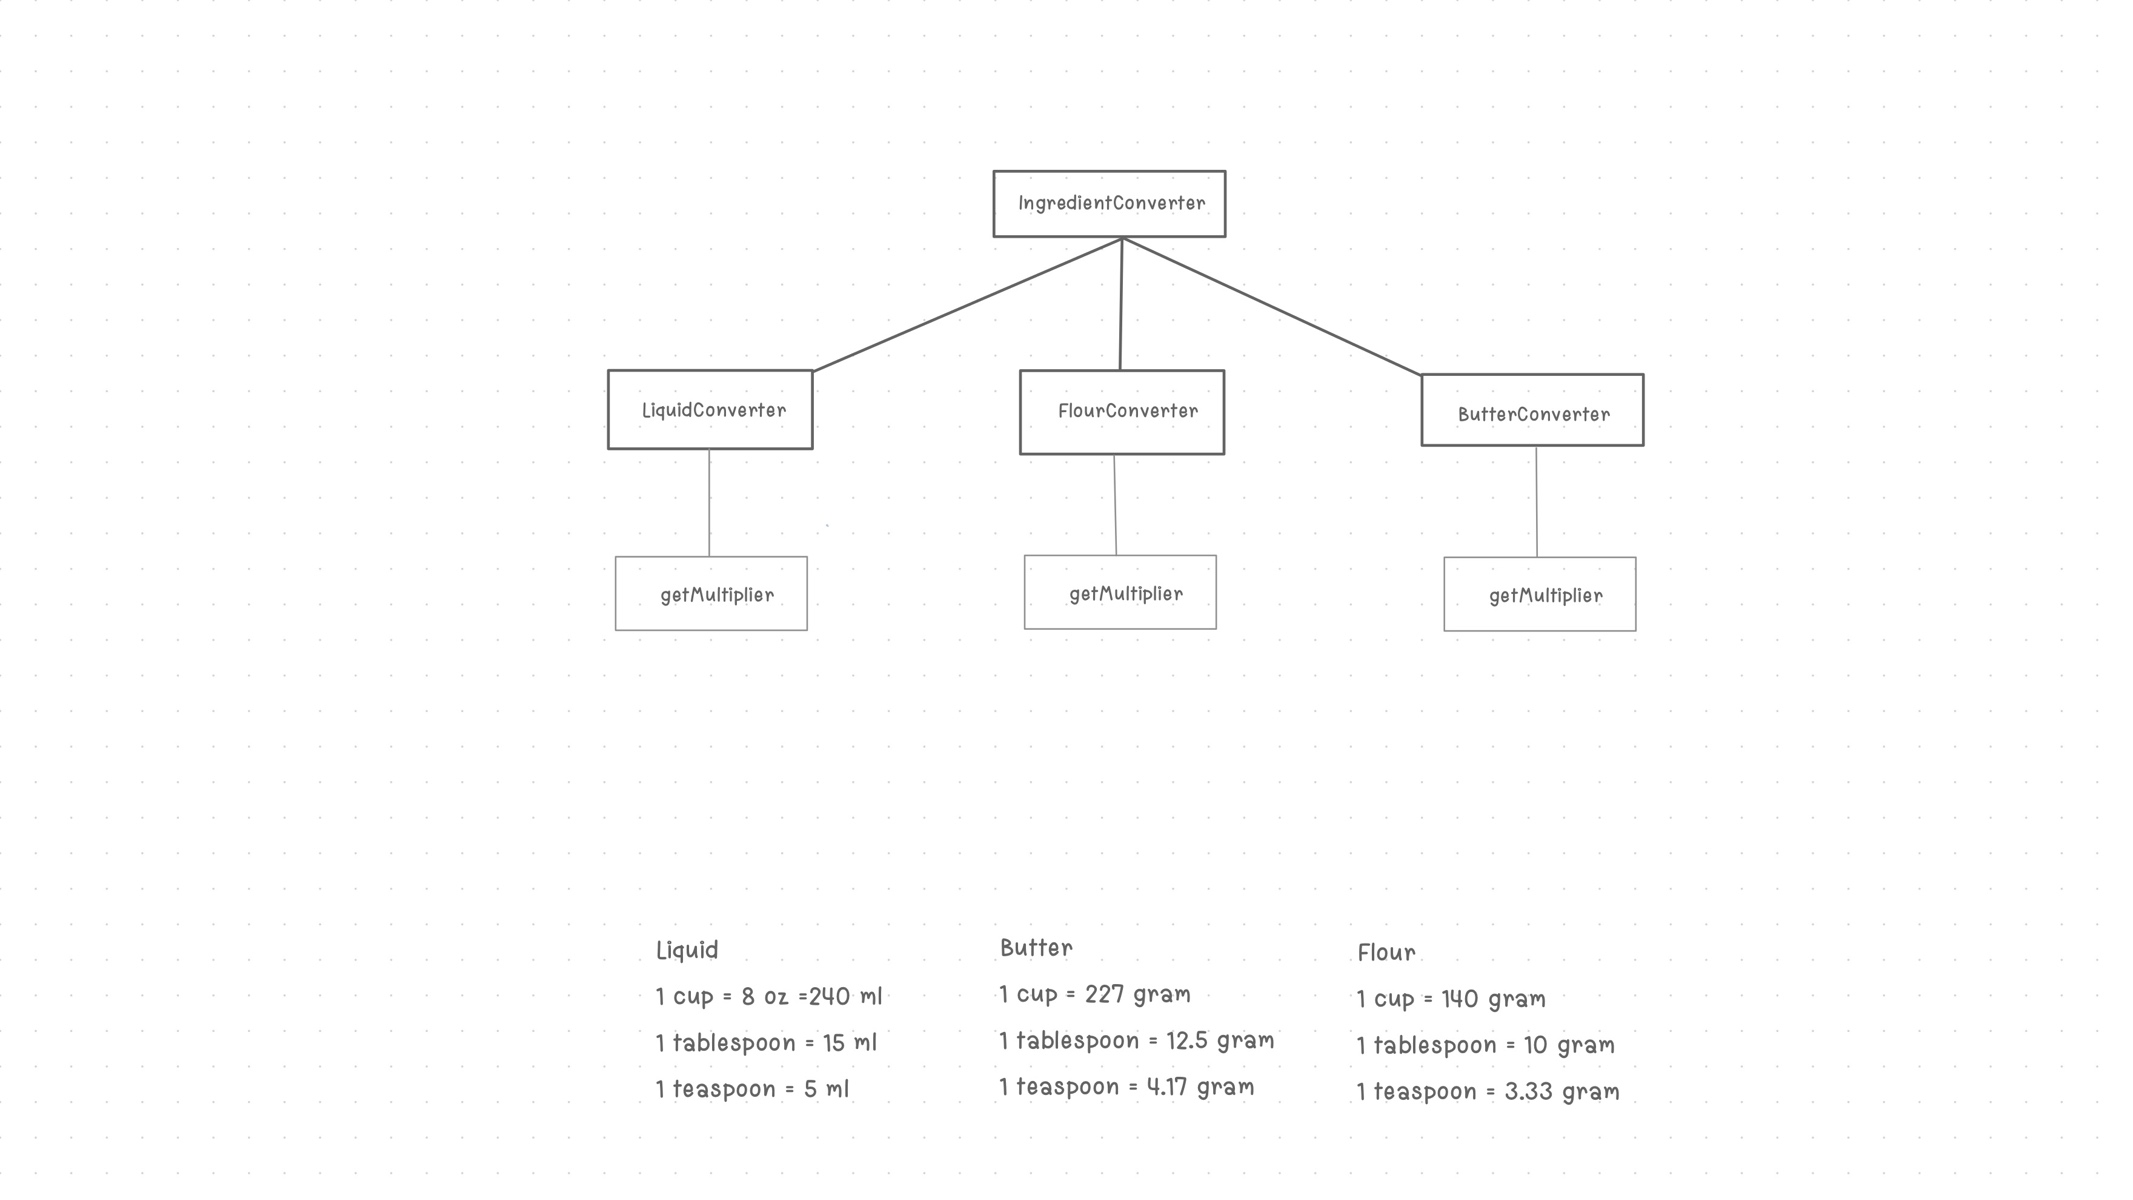 IngredientConverter
LiquidConverter
FlourConverter
ButterConverter
getMultiplier
getMultiplier
getMultiplier
Liquid
1 cup = 8 oz =240 ml
1 tablespoon = 15 ml
1 teaspoon = 5 ml
Butter
1 cup = 227 gram
1 tablespoon = 12.5 gram
1 teaspoon = 4.17 gram
Flour
1 cup = 140 gram
1 tablespoon = 10 gram
1 teaspoon = 3.33 gram